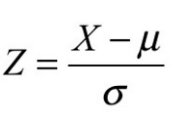 Z = (X − μ) / σ